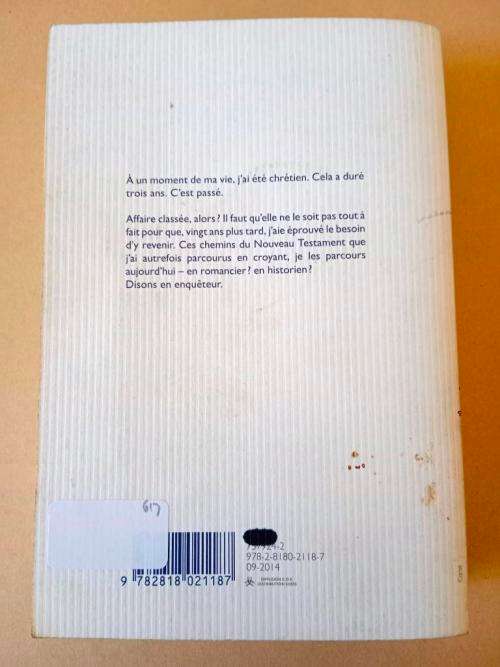 À un moment de ma vie, j'ai été chrétien. Cela a duré
trois ans. C'est passé.
Affaire classée, alors ? Il faut qu'elle ne le soit pas tout à
fait pour que, vingt ans plus tard, j'aie éprouvé le besoin
d'y revenir. Ces chemins du Nouveau Testament que
j'ai autrefois parcourus en croyant, je les parcours
aujourd'hui – en romancier ? en historien ?
Disons en enquêteur.
617
978-2-8180-2118-7
09-2014
9 782818 021187